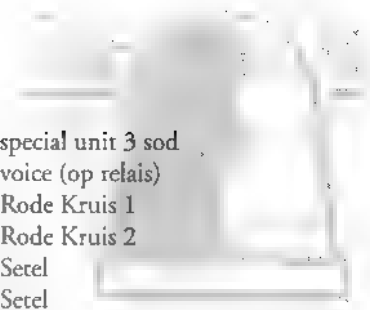 special unit 3 sod
voice (op relais)
Rode Kruis 1
Rode Kruis 2
Setel
Setel